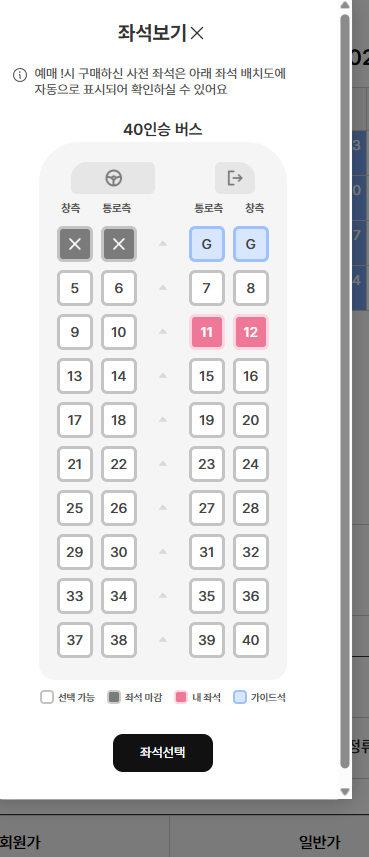 좌석보기
예매 !시 구매하신 사전 좌석은 아래 좌석 배치도에
자동으로 표시되어 확인하실 수 있어요
40인승 버스
창측 통로측 통로측 창측
G G
5 6 7 8
9 10 11 12
13 14 15 16
17 18 19 20
21 22 23 24
25 26 27 28
29 30 31 32
33 34 35 36
37 38 39 40
선택 가능 좌석 마감 내 좌석 가이드석
좌석선택
02
3
0
7
4
정류
회원가 일반가